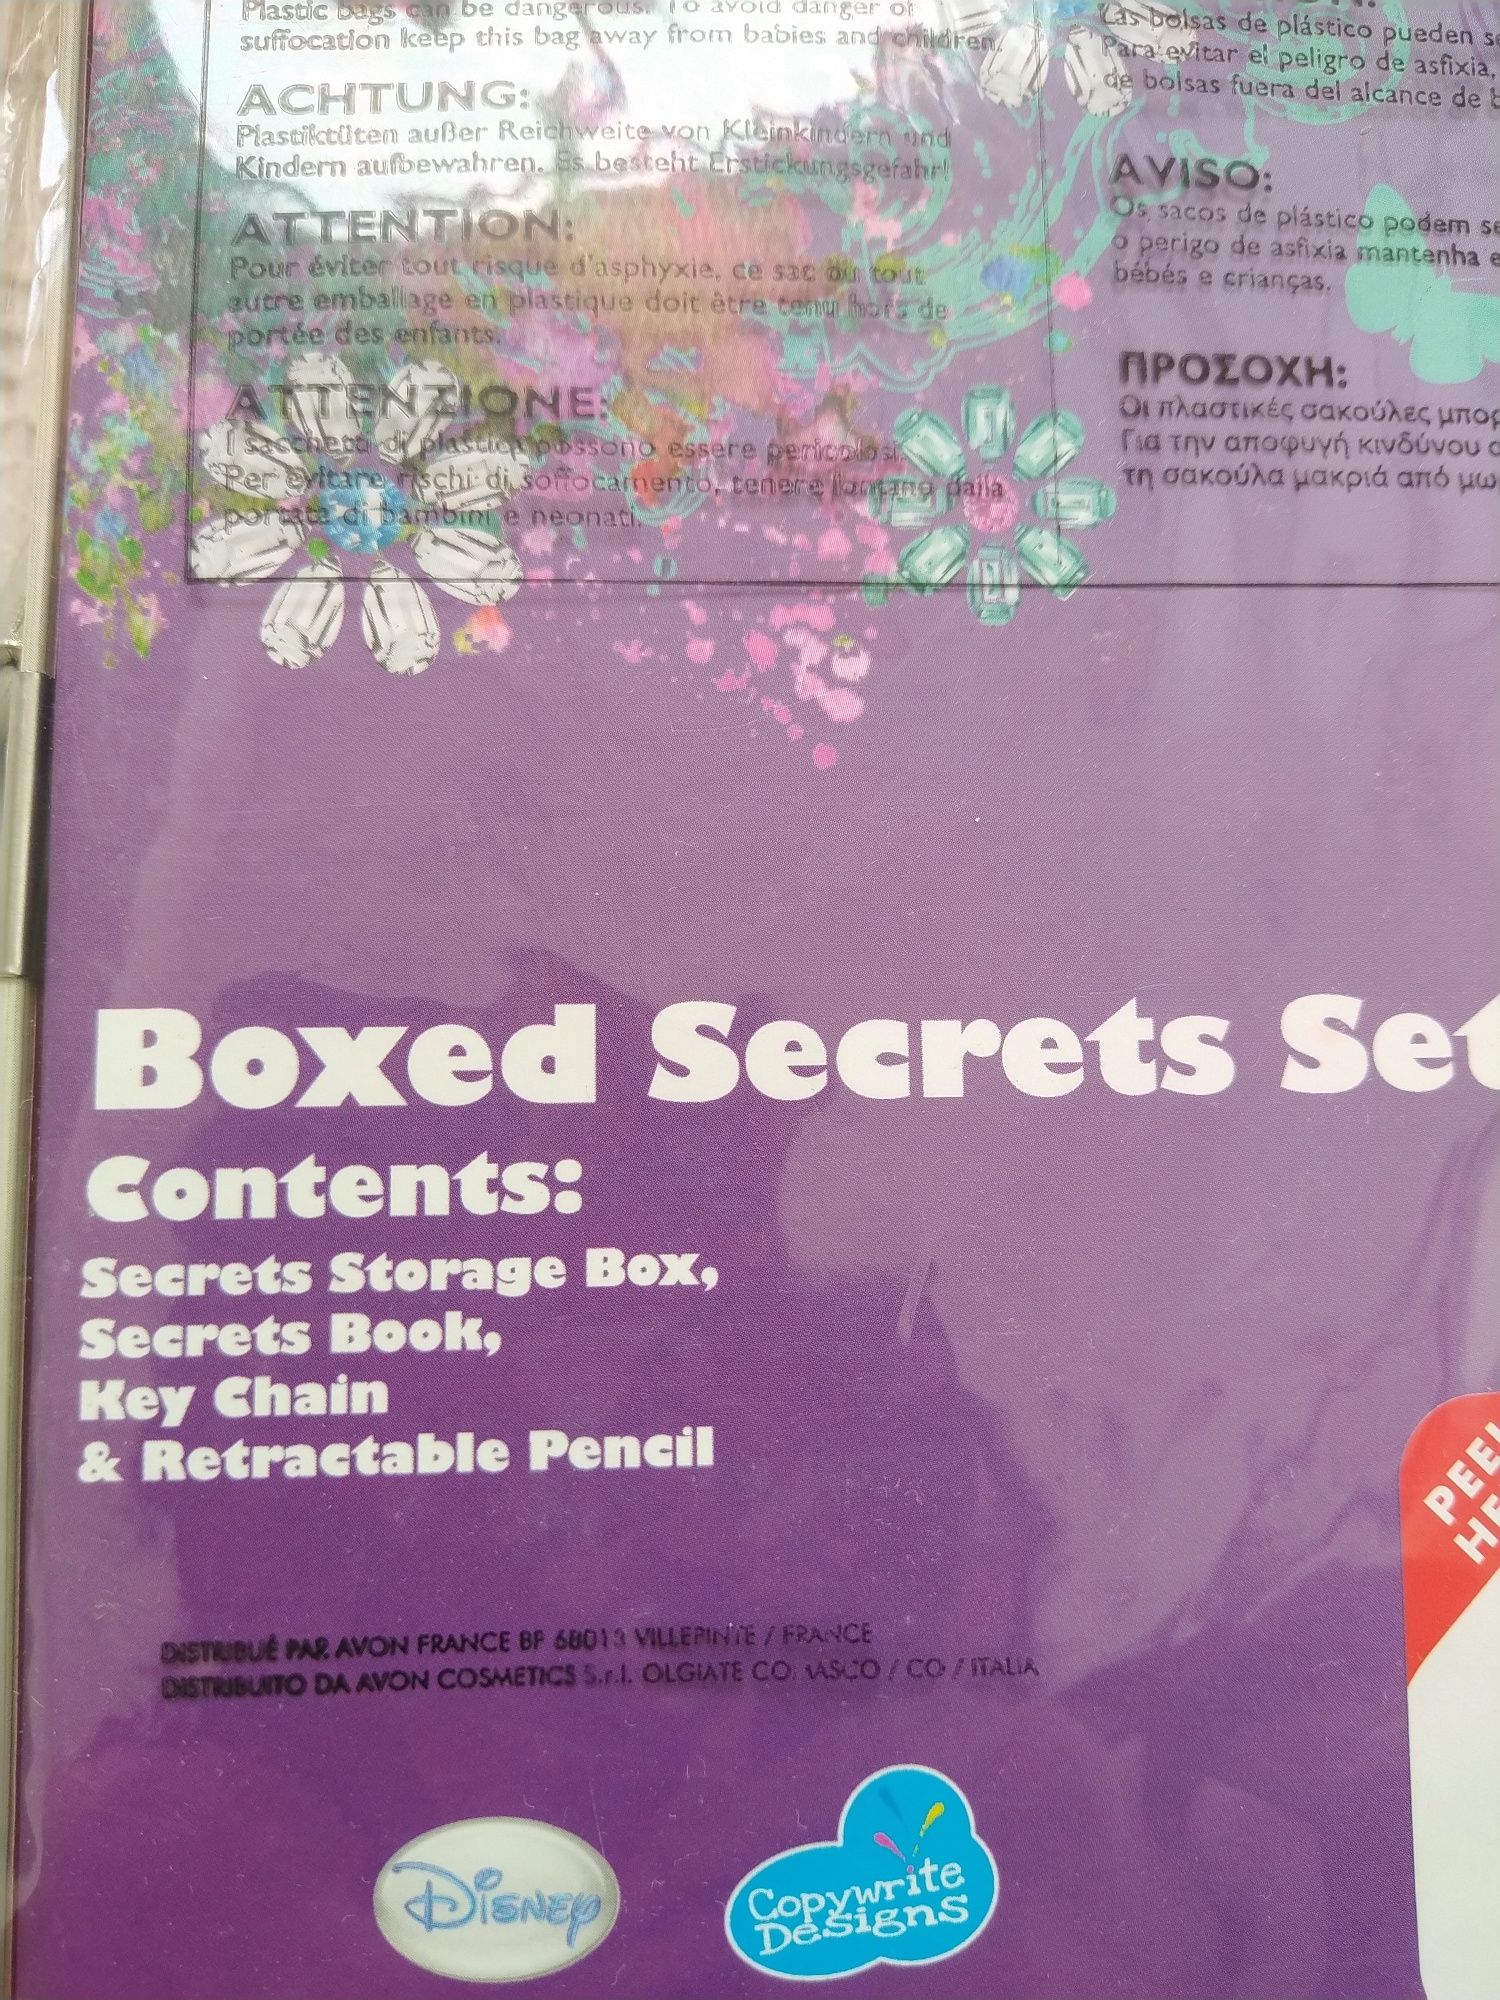 Plastic bags can be dangerous. To avoid danger of
suffocation keep this bag away from babies and children.
ACHTUNG:
Plastiktüten außer Reichweite von Kleinkindern und
Kindern aufbewahren. Es besteht Erstickungsgefahr!
ATTENTION:
Pour éviter tout risque d'asphyxie, ce sac ou tout
autre emballage en plastique doit être tenu hors de
portée des enfants.
ATTENZIONE:
I sacchetti di plastica possono essere pericolosi.
Per evitare rischi di soffocamento, tenere lontano dalla
portata di bambini e neonati.
Las bolsas de plástico pueden se
Para evitar el peligro de asfixia,
de bolsas fuera del alcance de b
AVISO:
Os sacos de plástico podem se
o perigo de asfixia mantenha e
bébés e crianças.
ΠΡΟΣΟΧΗ:
Οι πλαστικές σακούλες μπορ
Για την αποφυγή κινδύνου α
τη σακούλα μακριά από μω
Boxed Secrets Set
Contents:
Secrets Storage Box,
Secrets Book,
Key Chain
& Retractable Pencil
PEEL
HE
DISTRIBUÉ PAR AVON FRANCE BP 68013 VILLEPINTE / FRANCE
DISTRIBUITO DA AVON COSMETICS S.r.l. OLGIATE COMASCO / CO / ITALIA
Disney
Copywrite
Designs